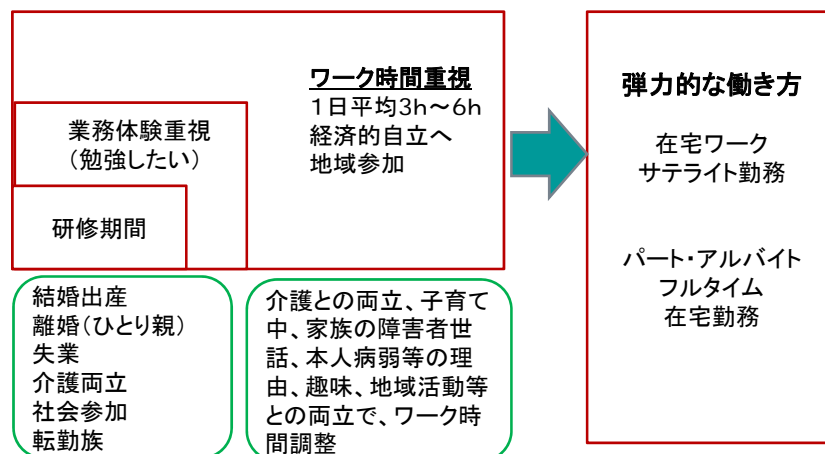 ワーク時間重視
1日平均3h～6h
経済的自立へ
地域参加
業務体験重視
(勉強したい)
研修期間
弾力的な働き方
在宅ワーク
サテライト勤務
パート・アルバイト
フルタイム
在宅勤務
結婚出産
離婚(ひとり親)
失業
介護両立
社会参加
転勤族
介護との両立、子育て
中、家族の障害者世
話、本人病弱等の理
由、趣味、地域活動等
との両立で、ワーク時
間調整